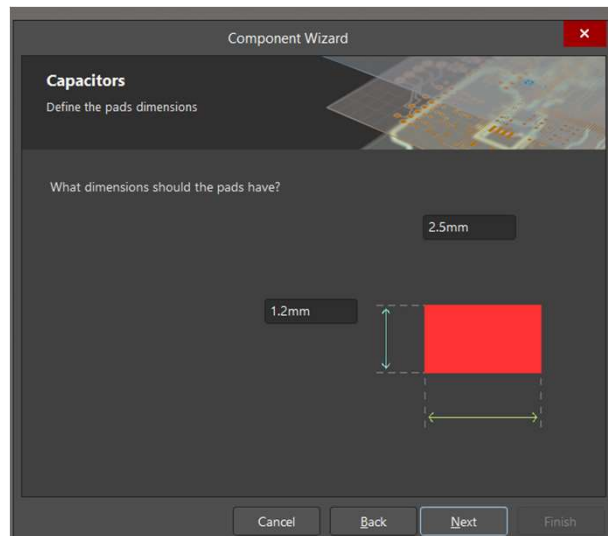 Component Wizard
Capacitors
Define the pads dimensions
What dimensions should the pads have?
2.5mm
1.2mm
Cancel
Back
Next
Finish